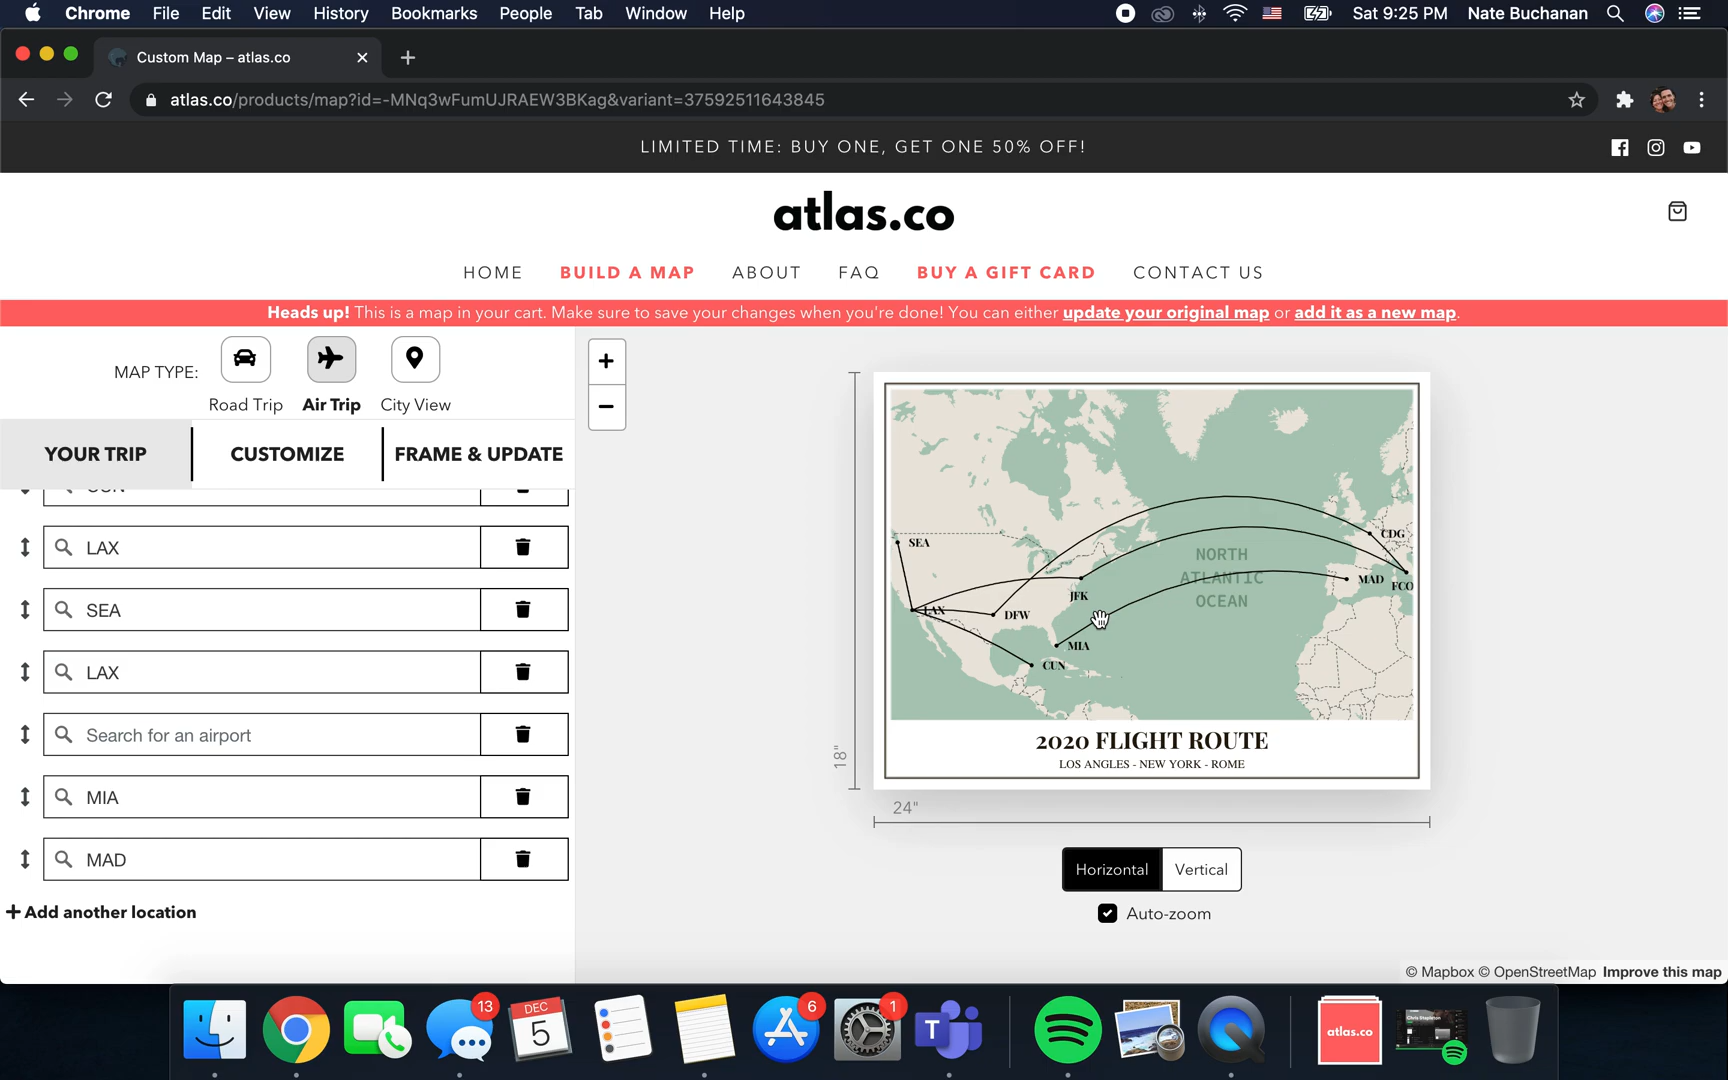 Chrome File Edit View History Bookmarks People Tab Window Help Sat 9:25 PM Nate Buchanan
Custom Map – atlas.co
atlas.co/products/map?id=-MNq3wFumUJRAEW3BKag&variant=37592511643845
LIMITED TIME: BUY ONE, GET ONE 50% OFF!
atlas.co
HOME BUILD A MAP ABOUT FAQ BUY A GIFT CARD CONTACT US
Heads up! This is a map in your cart. Make sure to save your changes when you're done! You can either update your original map or add it as a new map.
MAP TYPE:
Road Trip Air Trip City View
YOUR TRIP CUSTOMIZE FRAME & UPDATE
LAX
SEA
LAX
Search for an airport
MIA
MAD
+ Add another location
+
−
SEA
CDG
NORTH
ATLANTIC
OCEAN
MAD
FCO
JFK
LAX
DFW
MIA
CUN
2020 FLIGHT ROUTE
LOS ANGLES - NEW YORK - ROME
18"
24"
Horizontal Vertical
Auto-zoom
© Mapbox © OpenStreetMap Improve this map
13
DEC
5
6
1
T
atlas.co